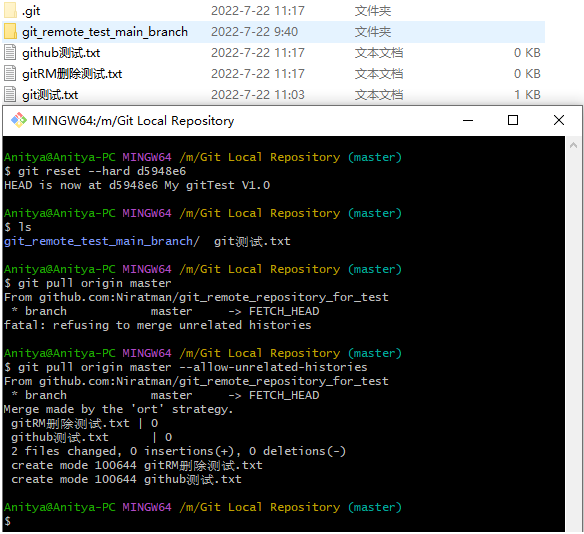 .git 2022-7-22 11:17 文件夹
git_remote_test_main_branch 2022-7-22 9:40 文件夹
github测试.txt 2022-7-22 11:17 文本文档 0 KB
gitRM删除测试.txt 2022-7-22 11:17 文本文档 0 KB
git测试.txt 2022-7-22 11:03 文本文档 1 KB
MINGW64:/m/Git Local Repository
Anitya@Anitya-PC MINGW64 /m/Git Local Repository (master)
$ git reset --hard d5948e6
HEAD is now at d5948e6 My gitTest V1.0
Anitya@Anitya-PC MINGW64 /m/Git Local Repository (master)
$ ls
git_remote_test_main_branch/ git测试.txt
Anitya@Anitya-PC MINGW64 /m/Git Local Repository (master)
$ git pull origin master
From github.com:Niratman/git_remote_repository_for_test
* branch master -> FETCH_HEAD
fatal: refusing to merge unrelated histories
Anitya@Anitya-PC MINGW64 /m/Git Local Repository (master)
$ git pull origin master --allow-unrelated-histories
From github.com:Niratman/git_remote_repository_for_test
* branch master -> FETCH_HEAD
Merge made by the 'ort' strategy.
gitRM删除测试.txt | 0
github测试.txt | 0
2 files changed, 0 insertions(+), 0 deletions(-)
create mode 100644 gitRM删除测试.txt
create mode 100644 github测试.txt
Anitya@Anitya-PC MINGW64 /m/Git Local Repository (master)
$